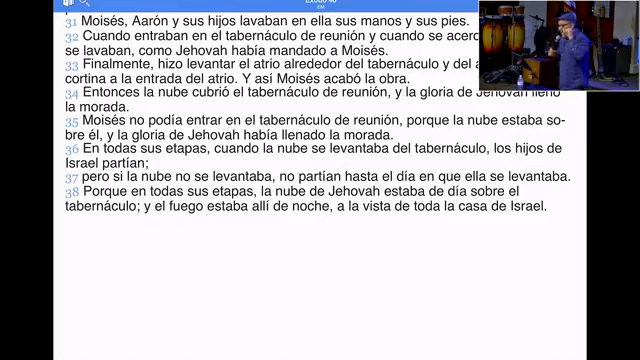 Éxodo 40
31 Moisés, Aarón y sus hijos lavaban en ella sus manos y sus pies.
32 Cuando entraban en el tabernáculo de reunión y cuando se acerc
se lavaban, como Jehovah había mandado a Moisés.
33 Finalmente, hizo levantar el atrio alrededor del tabernáculo y del a
cortina a la entrada del atrio. Y así Moisés acabó la obra.
34 Entonces la nube cubrió el tabernáculo de reunión, y la gloria de Jehovah llenó
la morada.
35 Moisés no podía entrar en el tabernáculo de reunión, porque la nube estaba so-
bre él, y la gloria de Jehovah había llenado la morada.
36 En todas sus etapas, cuando la nube se levantaba del tabernáculo, los hijos de
Israel partían;
37 pero si la nube no se levantaba, no partían hasta el día en que ella se levantaba.
38 Porque en todas sus etapas, la nube de Jehovah estaba de día sobre el
tabernáculo; y el fuego estaba allí de noche, a la vista de toda la casa de Israel.